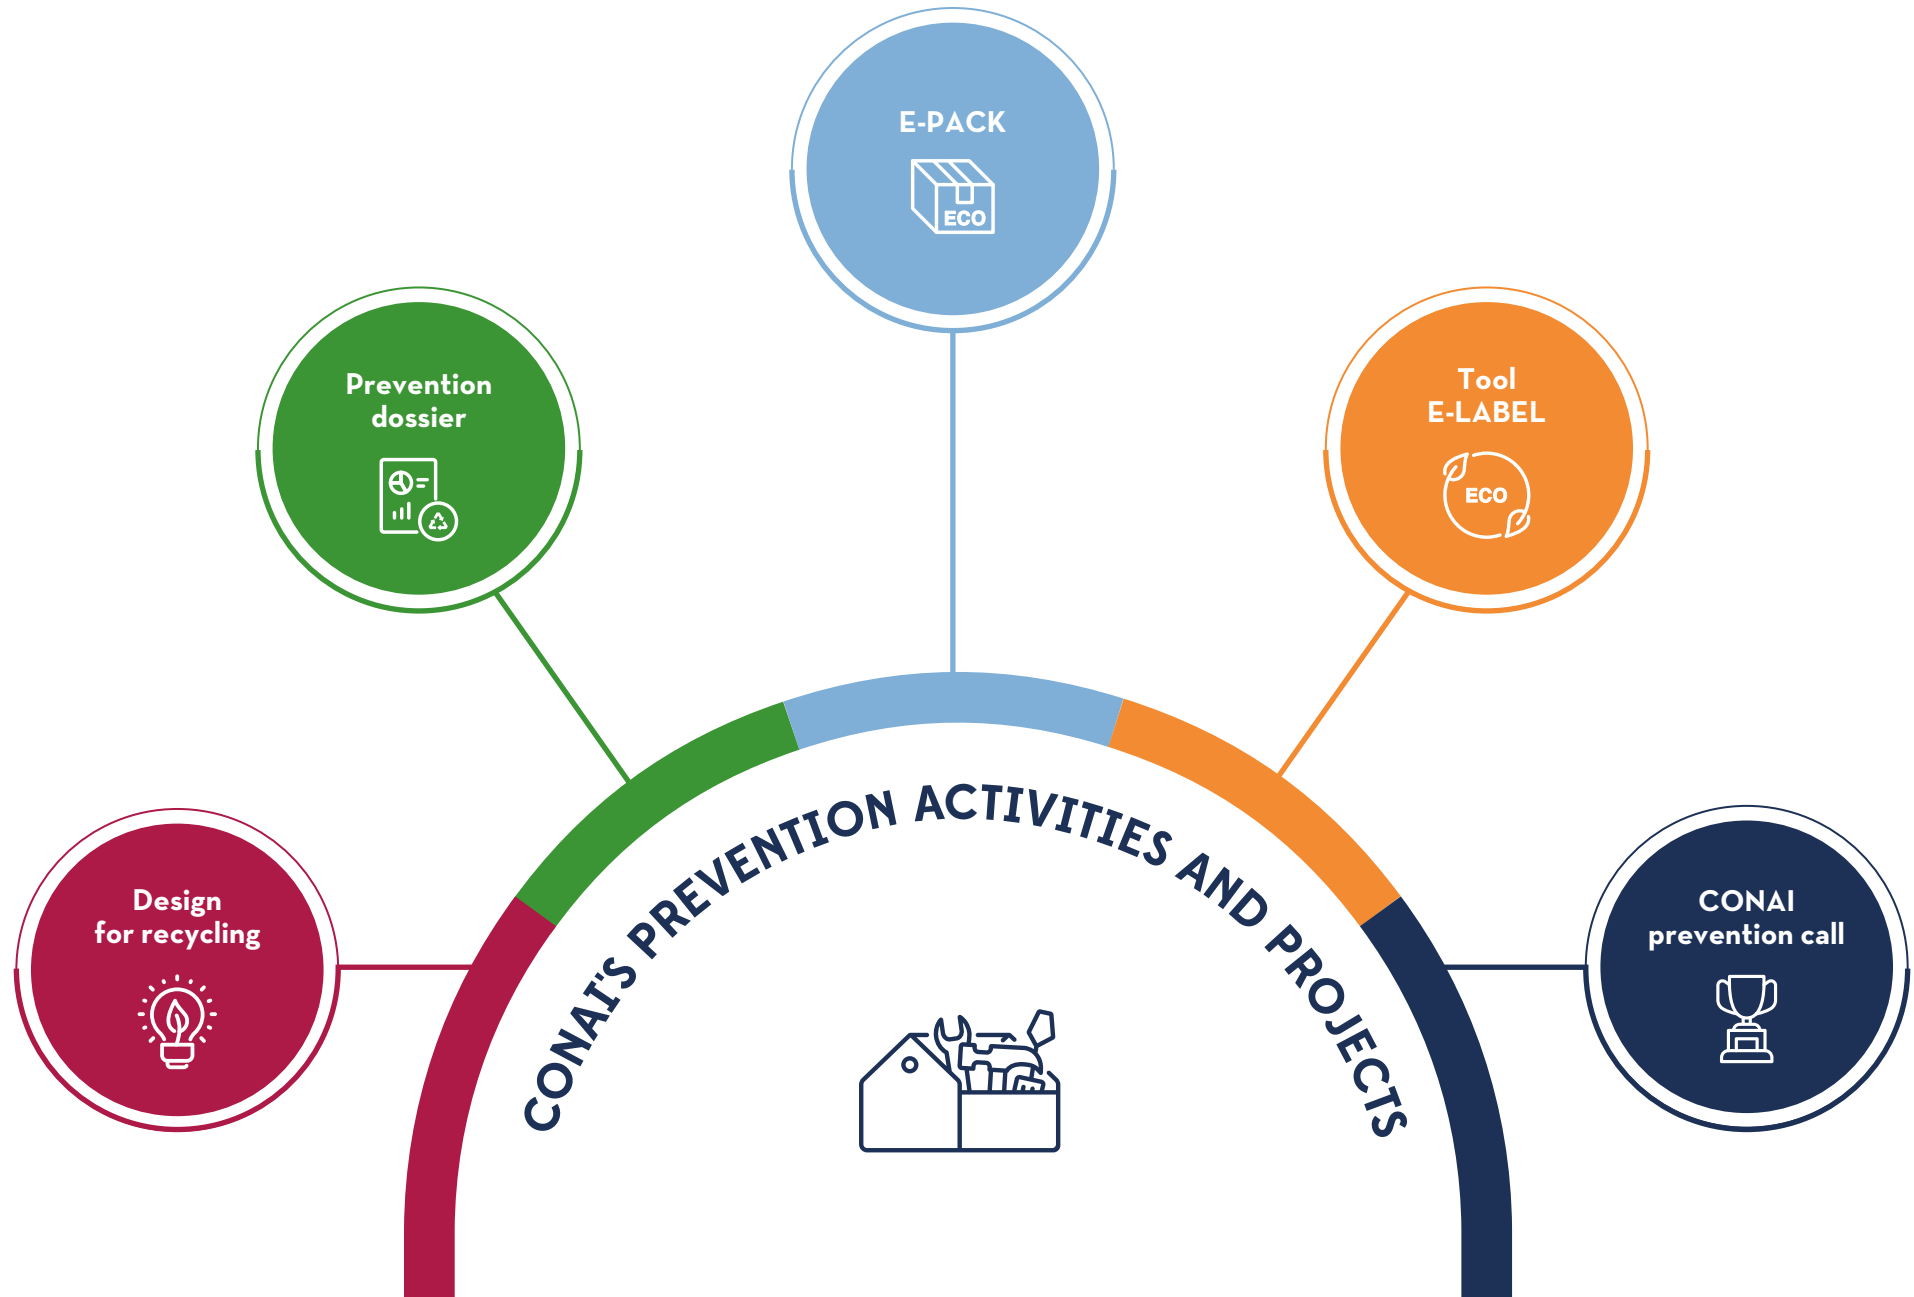 E-PACK
ECO
Prevention
dossier
Tool
E-LABEL
ECO
Design
for recycling
CONAI
prevention call
CONAI'S PREVENTION ACTIVITIES AND PROJECTS